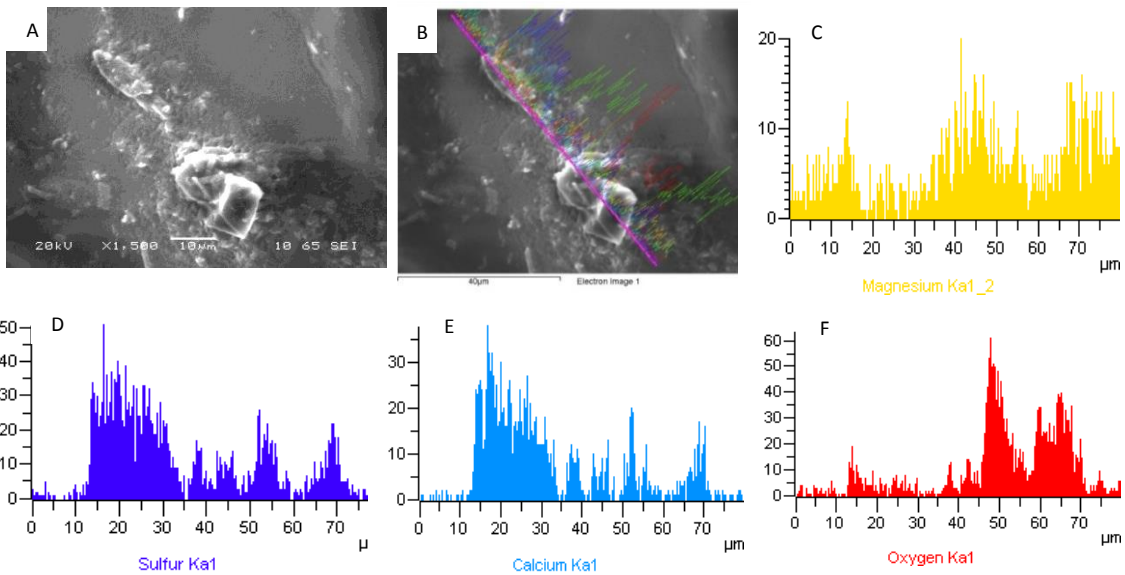 A
20kV X1,500 10µm 10 65 SEI
B
40µm Electron Image 1
C
20
10
0
0 10 20 30 40 50 60 70
µm
Magnesium Ka1_2
D
50
40
30
20
10
0
0 10 20 30 40 50 60 70
µ
Sulfur Ka1
E
30
20
10
0
0 10 20 30 40 50 60 70
µm
Calcium Ka1
F
60
50
40
30
20
10
0
0 10 20 30 40 50 60 70
µm
Oxygen Ka1